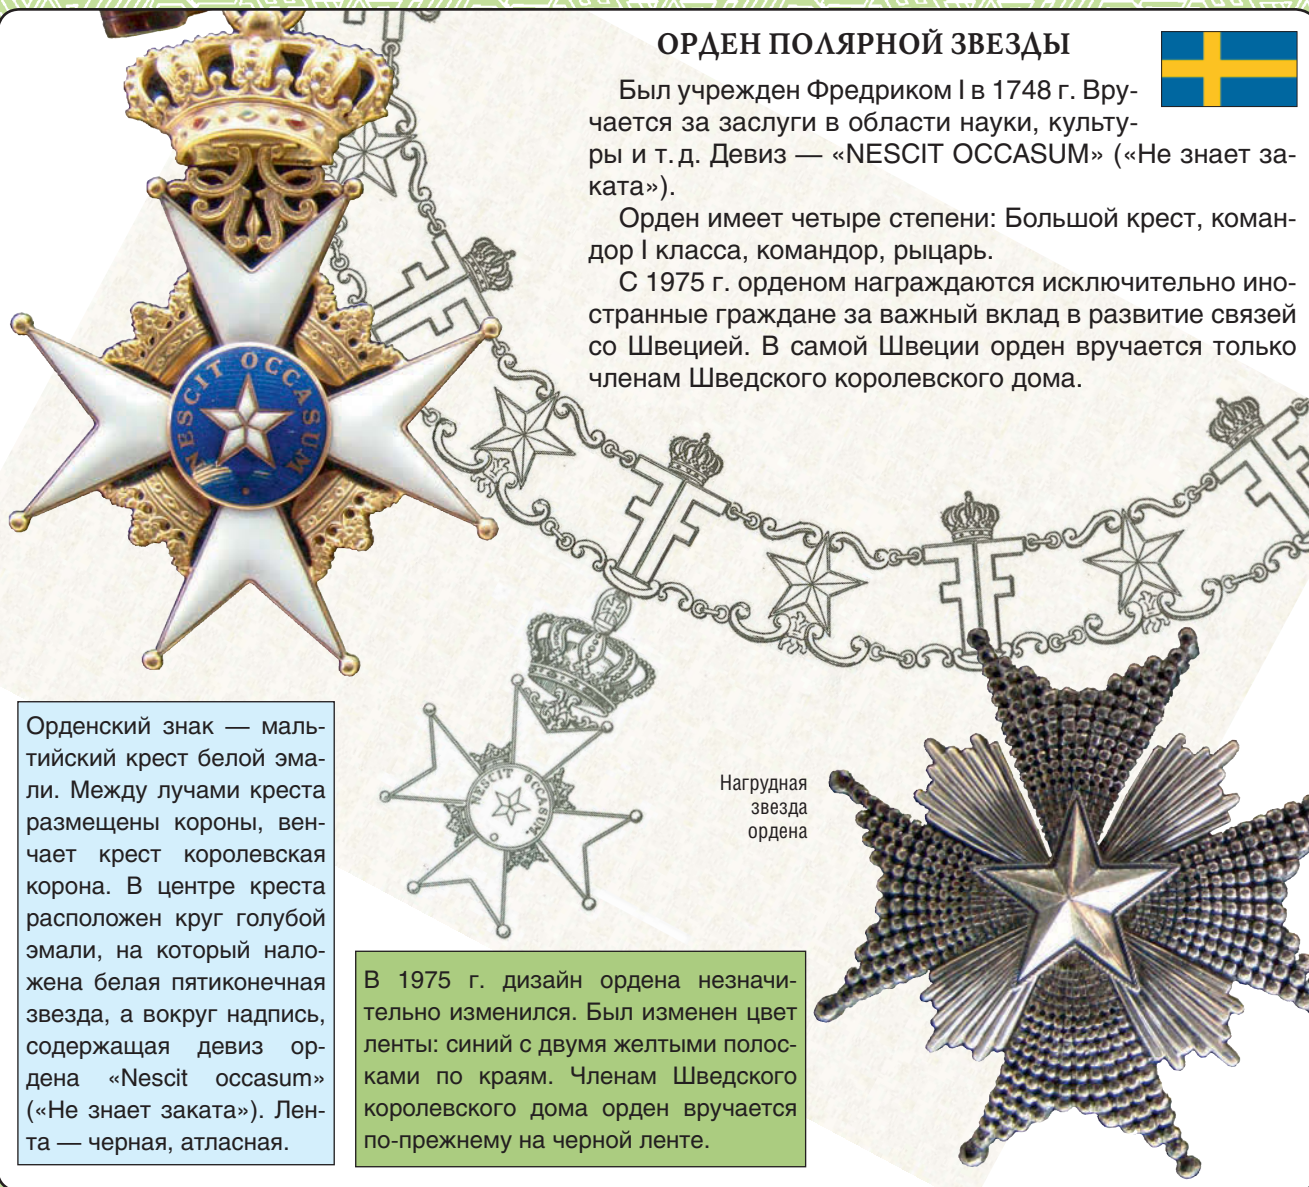 ОРДЕН ПОЛЯРНОЙ ЗВЕЗДЫ
Был учрежден Фредриком I в 1748 г. Вру-
чается за заслуги в области науки, культу-
ры и т. д. Девиз — «NESCIT OCCASUM» («Не знает за-
ката»).
Орден имеет четыре степени: Большой крест, коман-
дор I класса, командор, рыцарь.
С 1975 г. орденом награждаются исключительно ино-
странные граждане за важный вклад в развитие связей
со Швецией. В самой Швеции орден вручается только
членам Шведского королевского дома.
NESCIT OCCASUM
NESCIT OCCASUM.
Нагрудная
звезда
ордена
Орденский знак — маль-
тийский крест белой эма-
ли. Между лучами креста
размещены короны, вен-
чает крест королевская
корона. В центре креста
расположен круг голубой
эмали, на который нало-
жена белая пятиконечная
звезда, а вокруг надпись,
содержащая девиз ор-
дена «Nescit occasum»
(«Не знает заката»). Лен-
та — черная, атласная.
В 1975 г. дизайн ордена незначи-
тельно изменился. Был изменен цвет
ленты: синий с двумя желтыми полос-
ками по краям. Членам Шведского
королевского дома орден вручается
по-прежнему на черной ленте.